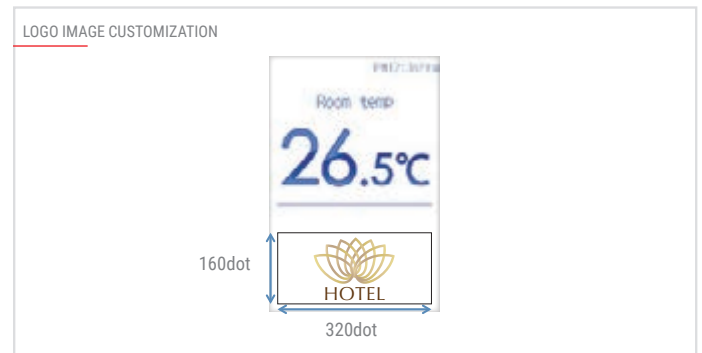 LOGO IMAGE CUSTOMIZATION
Room temp
26.5°C
160dot
HOTEL
320dot